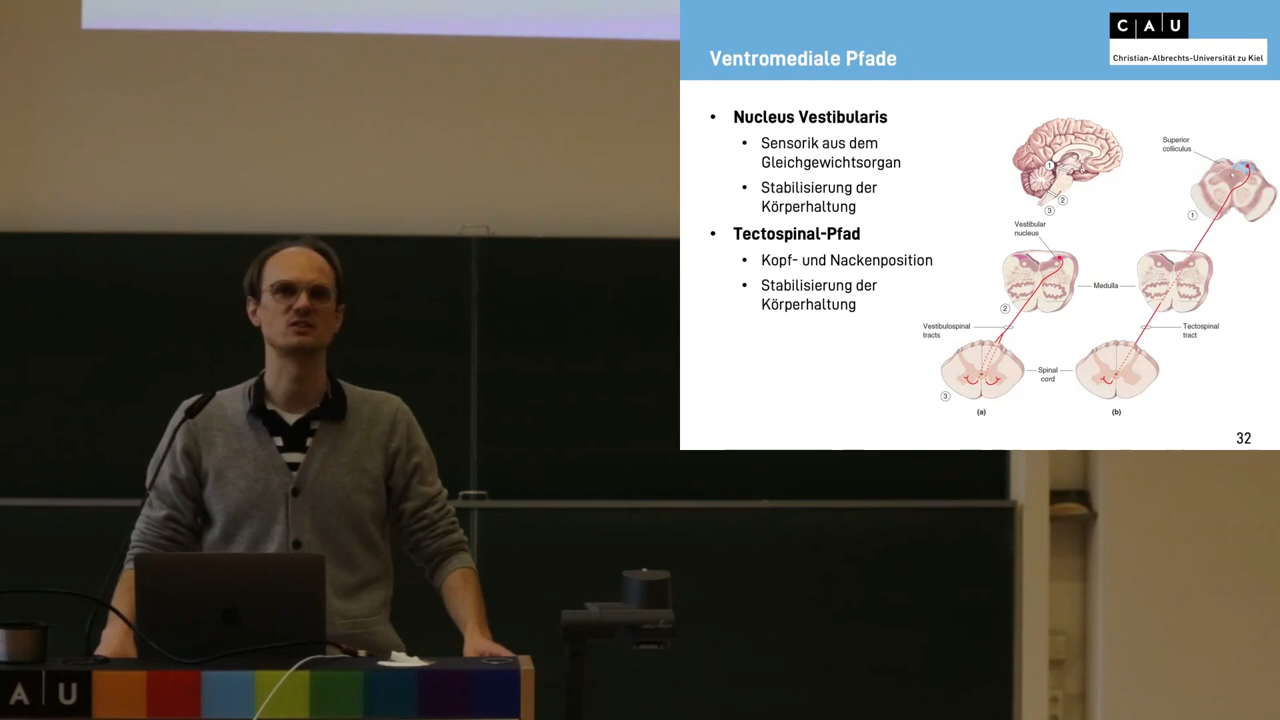 Ventromediale Pfade
CAU
Christian-Albrechts-Universität zu Kiel
• Nucleus Vestibularis
• Sensorik aus dem
Gleichgewichtsorgan
• Stabilisierung der
Körperhaltung
• Tectospinal-Pfad
• Kopf- und Nackenposition
• Stabilisierung der
Körperhaltung
Superior
colliculus
1
2
3
1
Vestibular
nucleus
Medulla
2
Vestibulospinal
tracts
Tectospinal
tract
Spinal
cord
3
(a)
(b)
32
AU